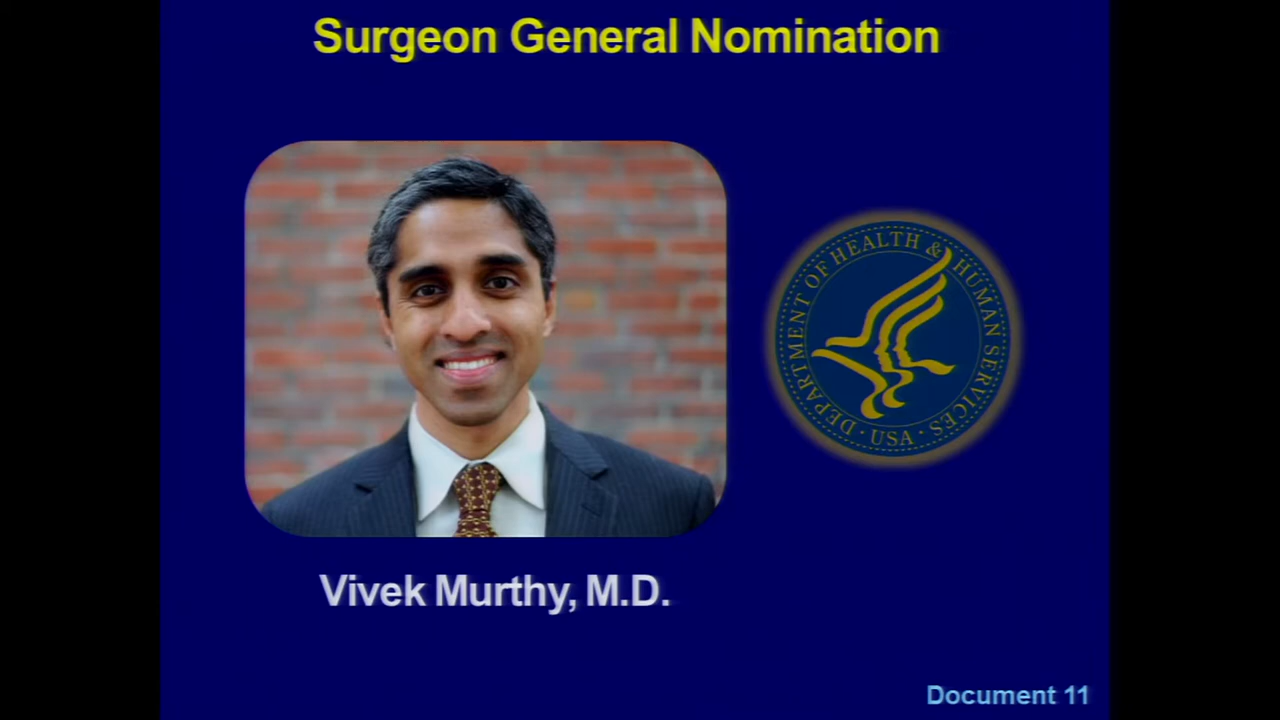 Surgeon General Nomination
DEPARTMENT OF HEALTH & HUMAN SERVICES · USA ·
Vivek Murthy, M.D.
Document 11